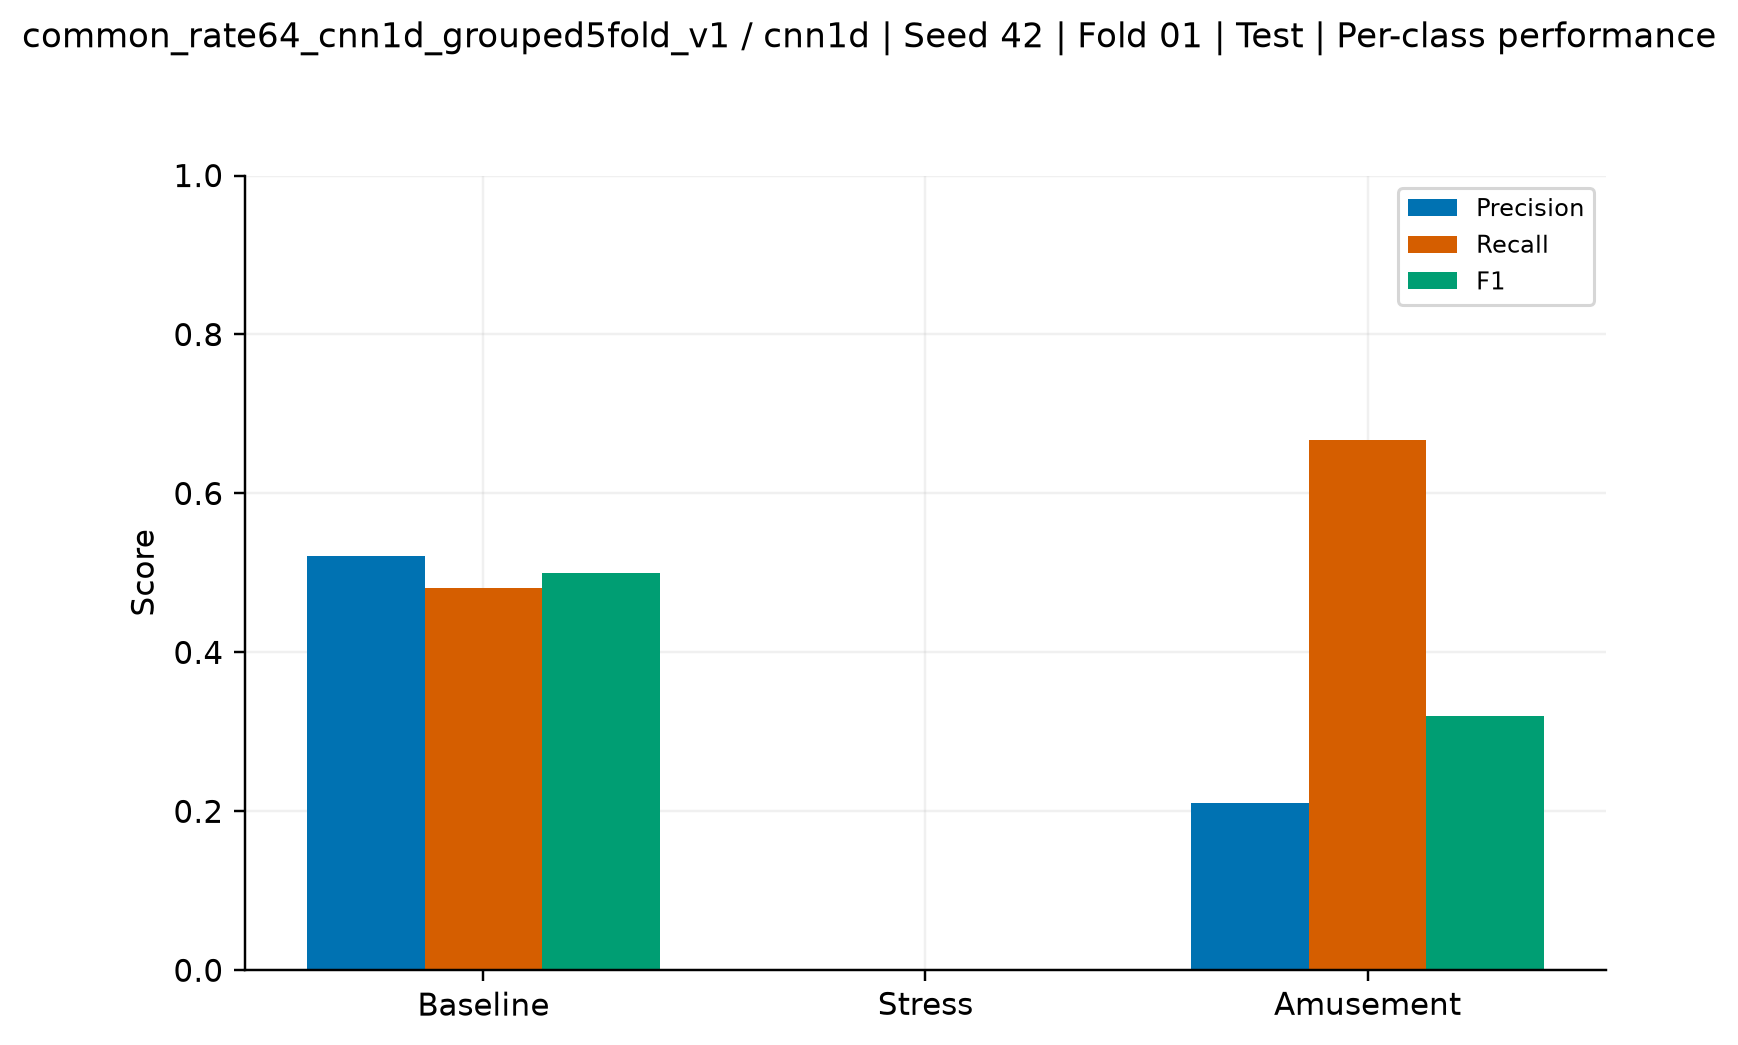 common_rate64_cnn1d_grouped5fold_v1 / cnn1d | Seed 42 | Fold 01 | Test | Per-class performance
1.0
Precision
Recall
F1
0.8
0.6
Score
0.4
0.2
0.0
Baseline Stress Amusement